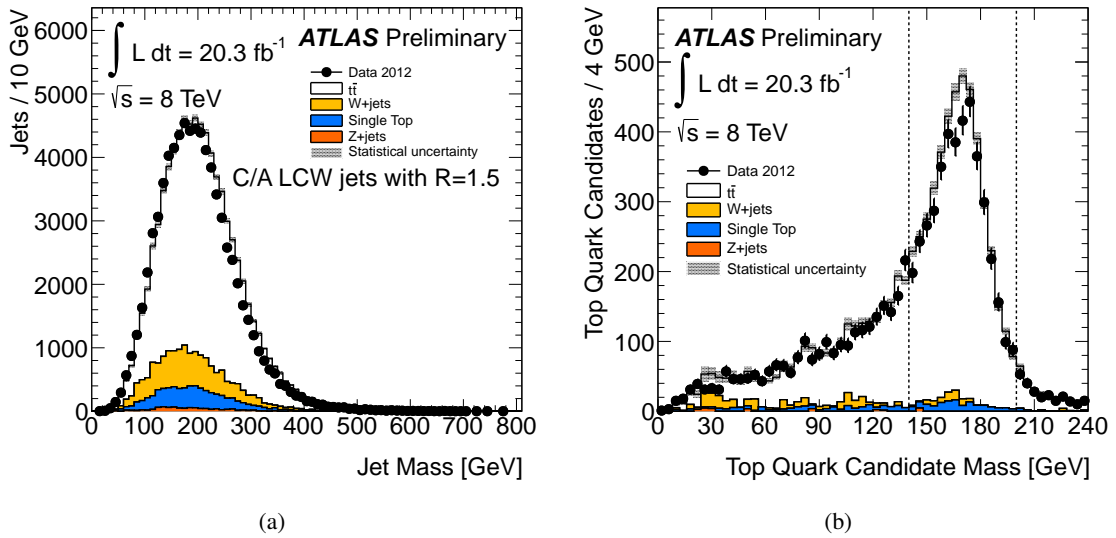 ATLAS Preliminary
∫ L dt = 20.3 fb⁻¹
√s = 8 TeV
Data 2012
tt̄
W+jets
Single Top
Z+jets
Statistical uncertainty
C/A LCW jets with R=1.5
Jets / 10 GeV
6000
5000
4000
3000
2000
1000
0
0 100 200 300 400 500 600 700 800
Jet Mass [GeV]
(a)
ATLAS Preliminary
∫ L dt = 20.3 fb⁻¹
√s = 8 TeV
Data 2012
tt̄
W+jets
Single Top
Z+jets
Statistical uncertainty
Top Quark Candidates / 4 GeV
500
400
300
200
100
0
0 30 60 90 120 150 180 210 240
Top Quark Candidate Mass [GeV]
(b)